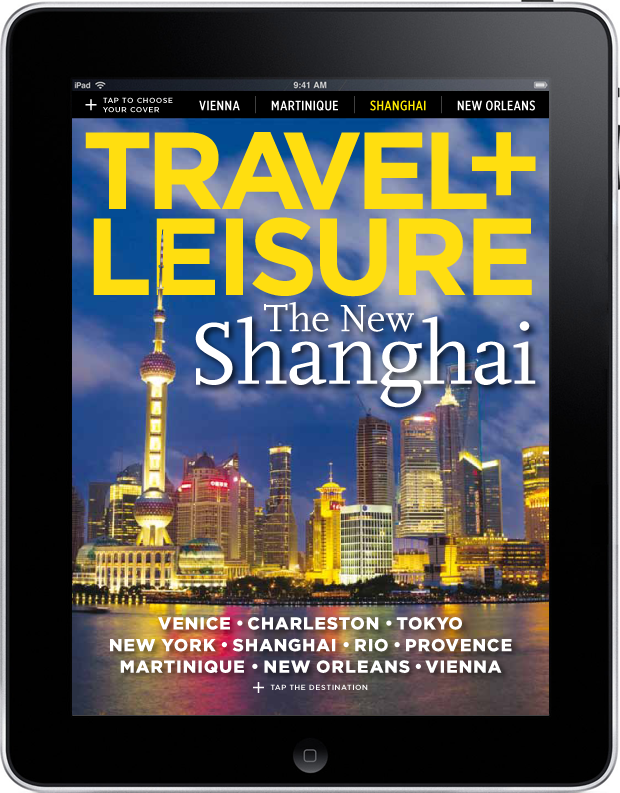 iPad 9:41 AM
+ TAP TO CHOOSE
YOUR COVER
VIENNA MARTINIQUE SHANGHAI NEW ORLEANS
TRAVEL+
LEISURE
The New
Shanghai
VENICE • CHARLESTON • TOKYO
NEW YORK • SHANGHAI • RIO • PROVENCE
MARTINIQUE • NEW ORLEANS • VIENNA
+ TAP THE DESTINATION